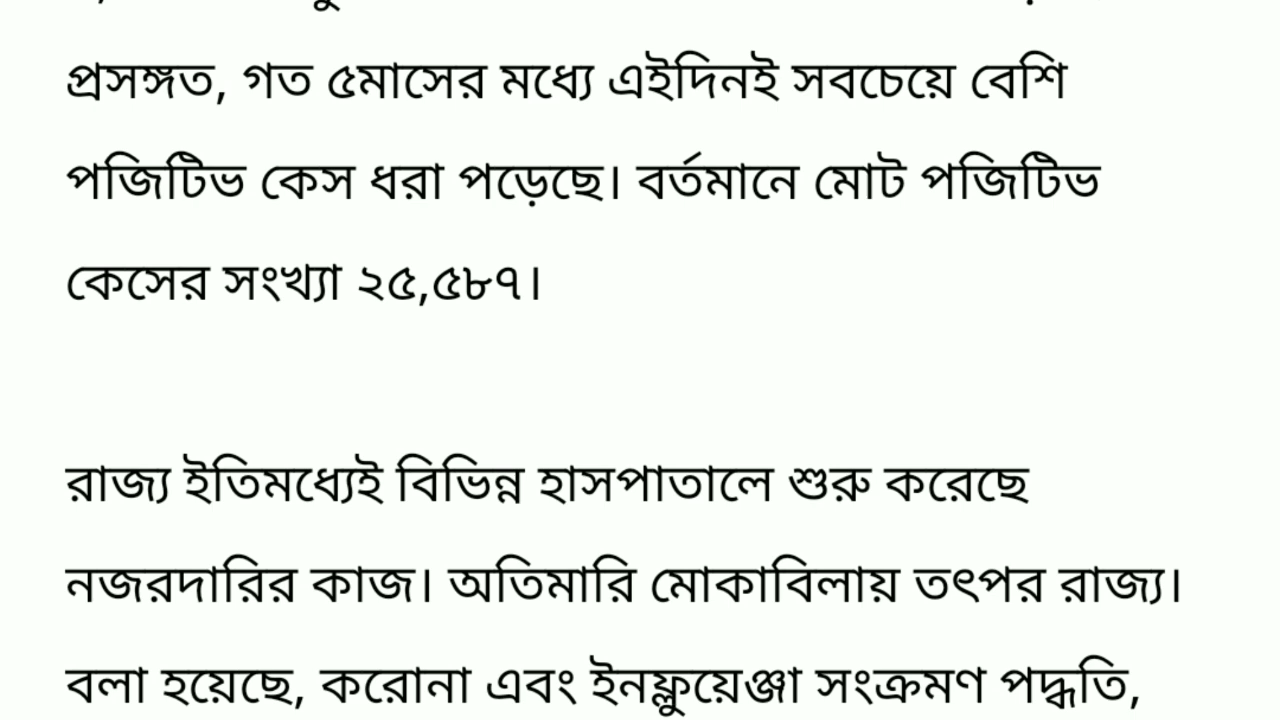 প্রসঙ্গত, গত ৫মাসের মধ্যে এইদিনই সবচেয়ে বেশি
পজিটিভ কেস ধরা পড়েছে। বর্তমানে মোট পজিটিভ
কেসের সংখ্যা ২৫,৫৮৭।
রাজ্য ইতিমধ্যেই বিভিন্ন হাসপাতালে শুরু করেছে
নজরদারির কাজ। অতিমারি মোকাবিলায় তৎপর রাজ্য।
বলা হয়েছে, করোনা এবং ইনফ্লুয়েঞ্জা সংক্রমণ পদ্ধতি,